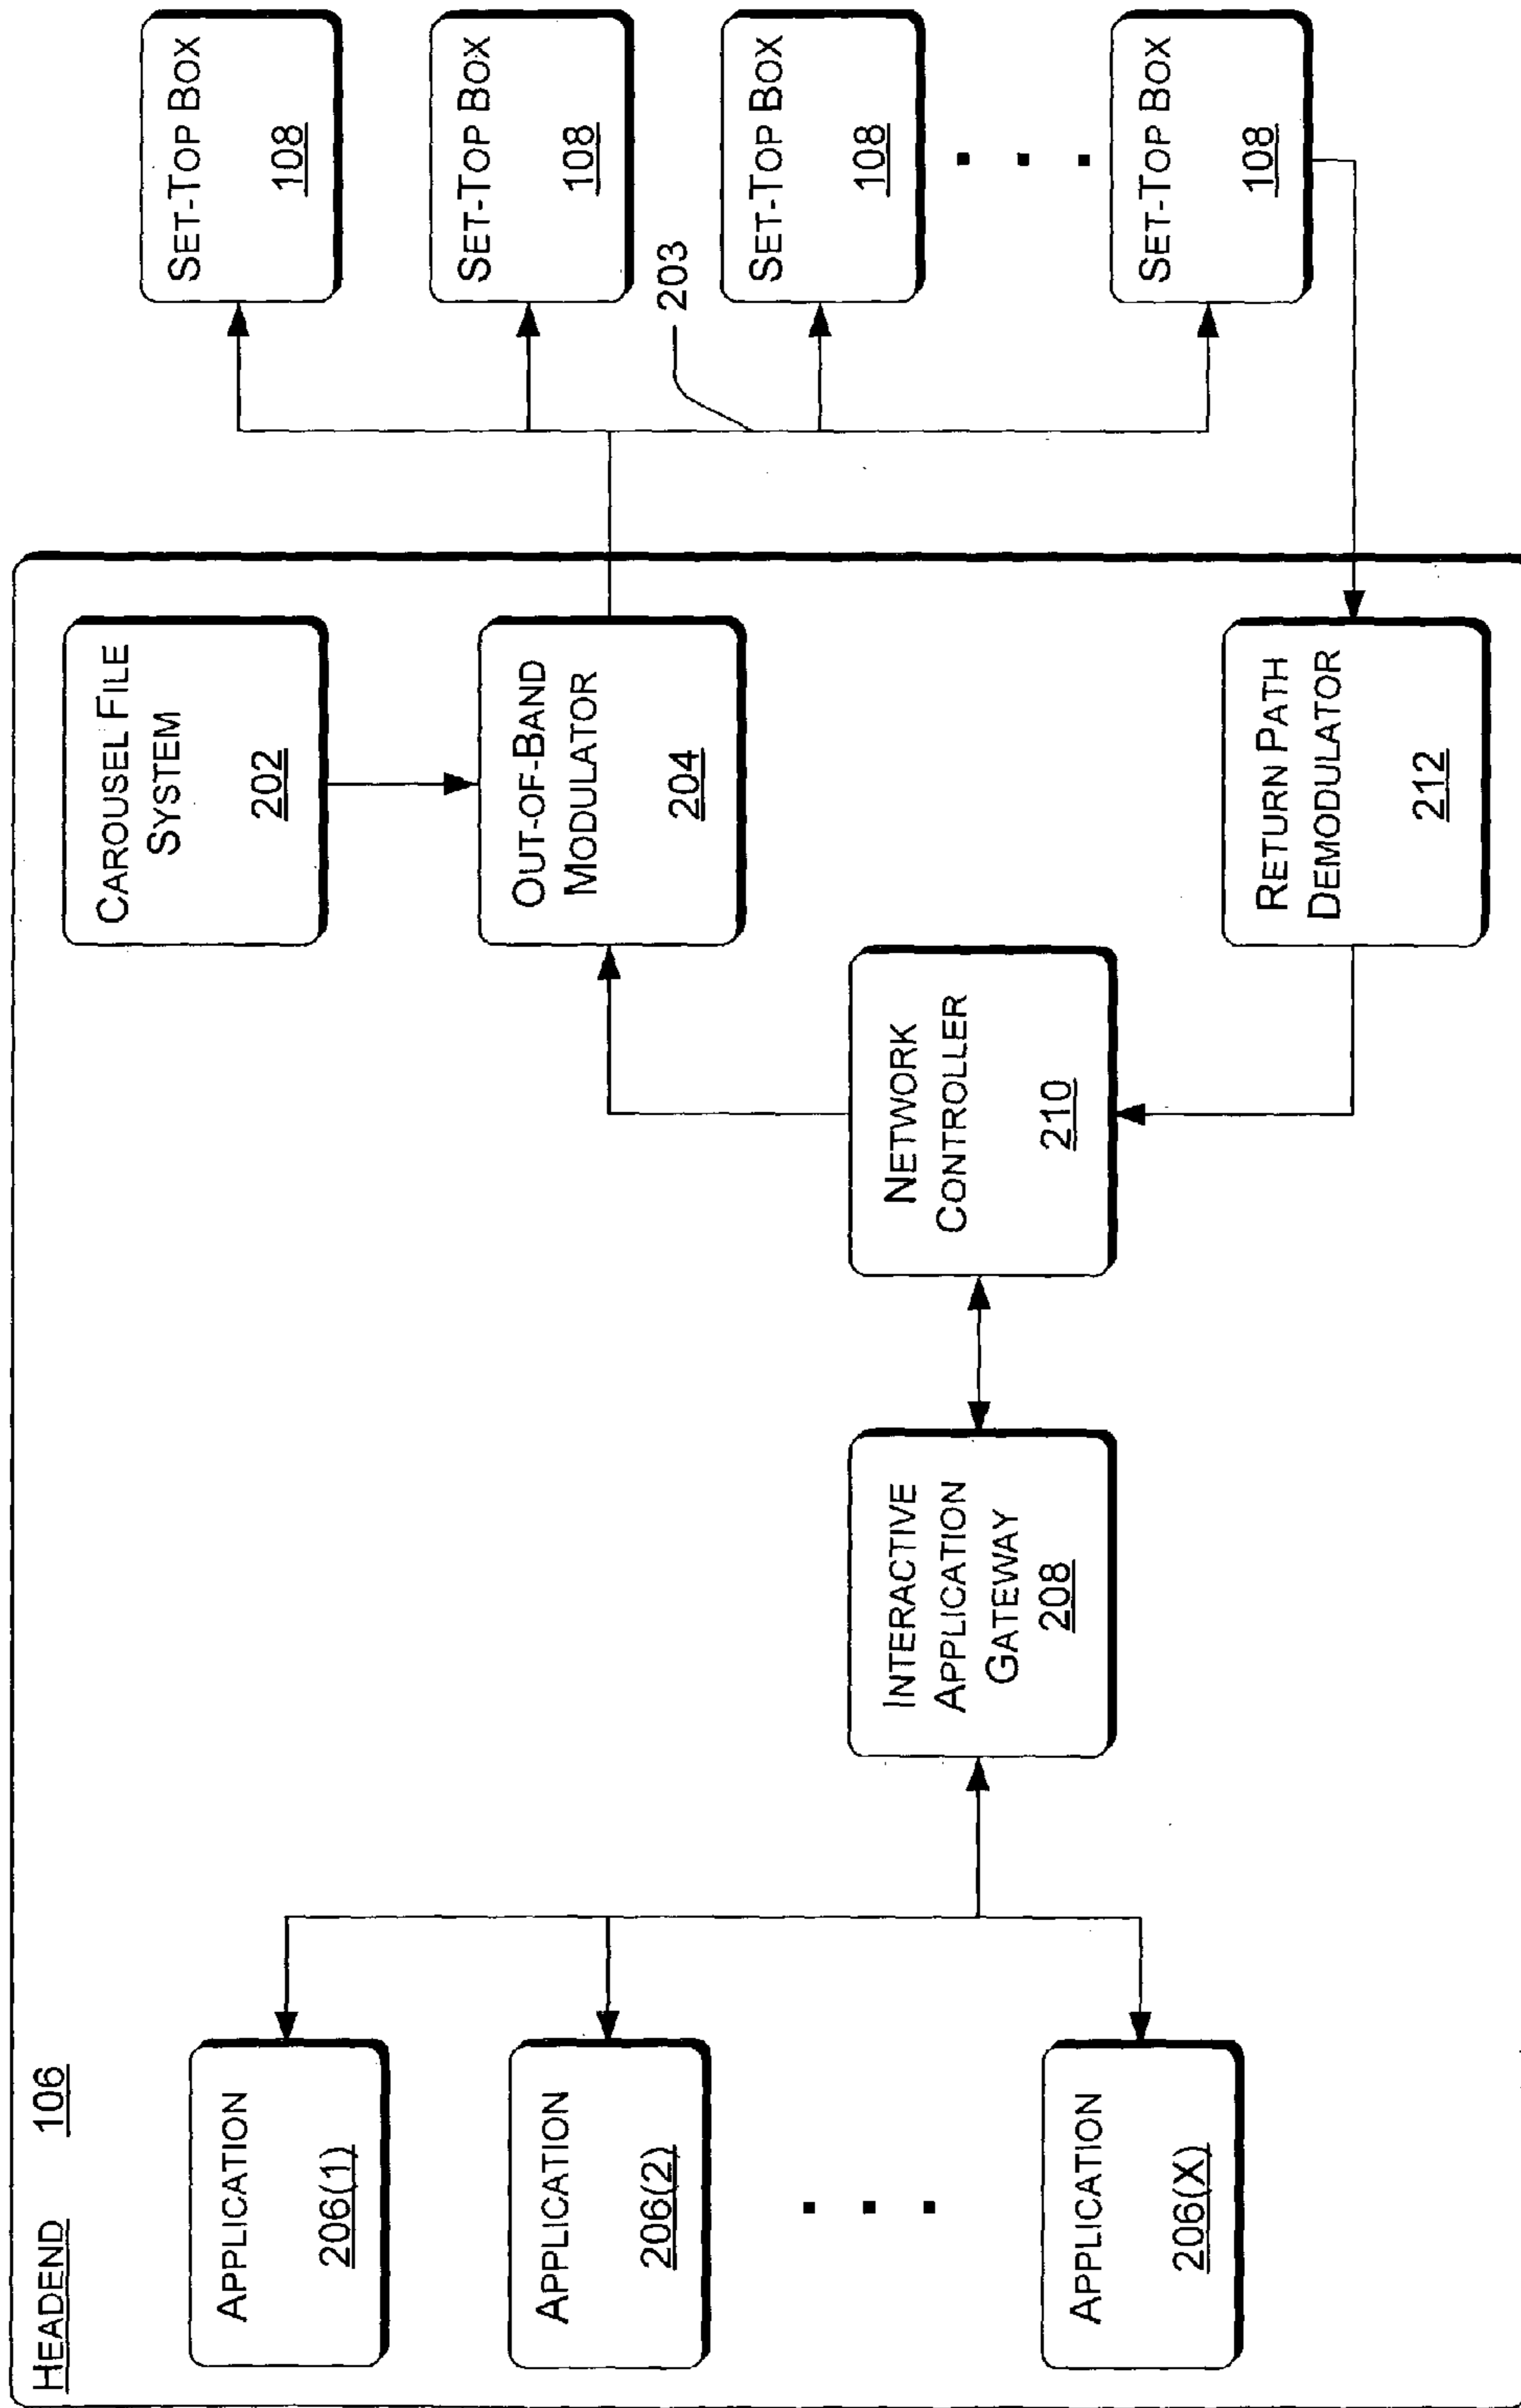 HEADEND 106
APPLICATION
206(1)
APPLICATION
206(2)
APPLICATION
206(X)
INTERACTIVE
APPLICATION
GATEWAY
208
NETWORK
CONTROLLER
210
CAROUSEL FILE
SYSTEM
202
OUT-OF-BAND
MODULATOR
204
RETURN PATH
DEMODULATOR
212
203
SET-TOP BOX
108
SET-TOP BOX
108
SET-TOP BOX
108
SET-TOP BOX
108